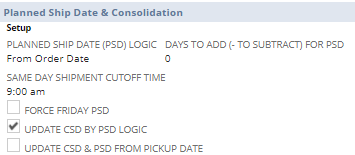 Planned Ship Date & Consolidation
Setup
PLANNED SHIP DATE (PSD) LOGIC DAYS TO ADD (- TO SUBTRACT) FOR PSD
From Order Date 0
SAME DAY SHIPMENT CUTOFF TIME
9:00 am
FORCE FRIDAY PSD
UPDATE CSD BY PSD LOGIC
UPDATE CSD & PSD FROM PICKUP DATE